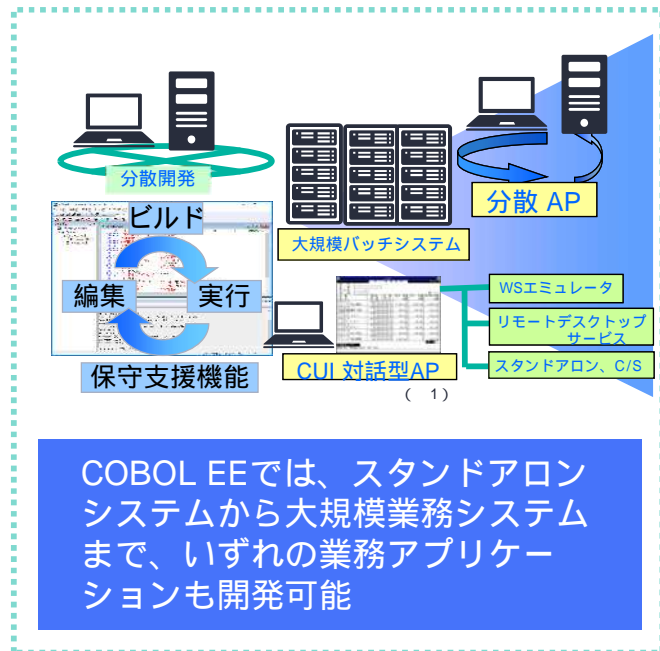 分散開発
ビルド
編集
実行
保守支援機能
大規模バッチシステム
分散 AP
CUI 対話型AP
( 1)
WSエミュレータ
リモートデスクトップ
サービス
スタンドアロン、C/S
COBOL EEでは、スタンドアロン
システムから大規模業務システム
まで、いずれの業務アプリケー
ションも開発可能